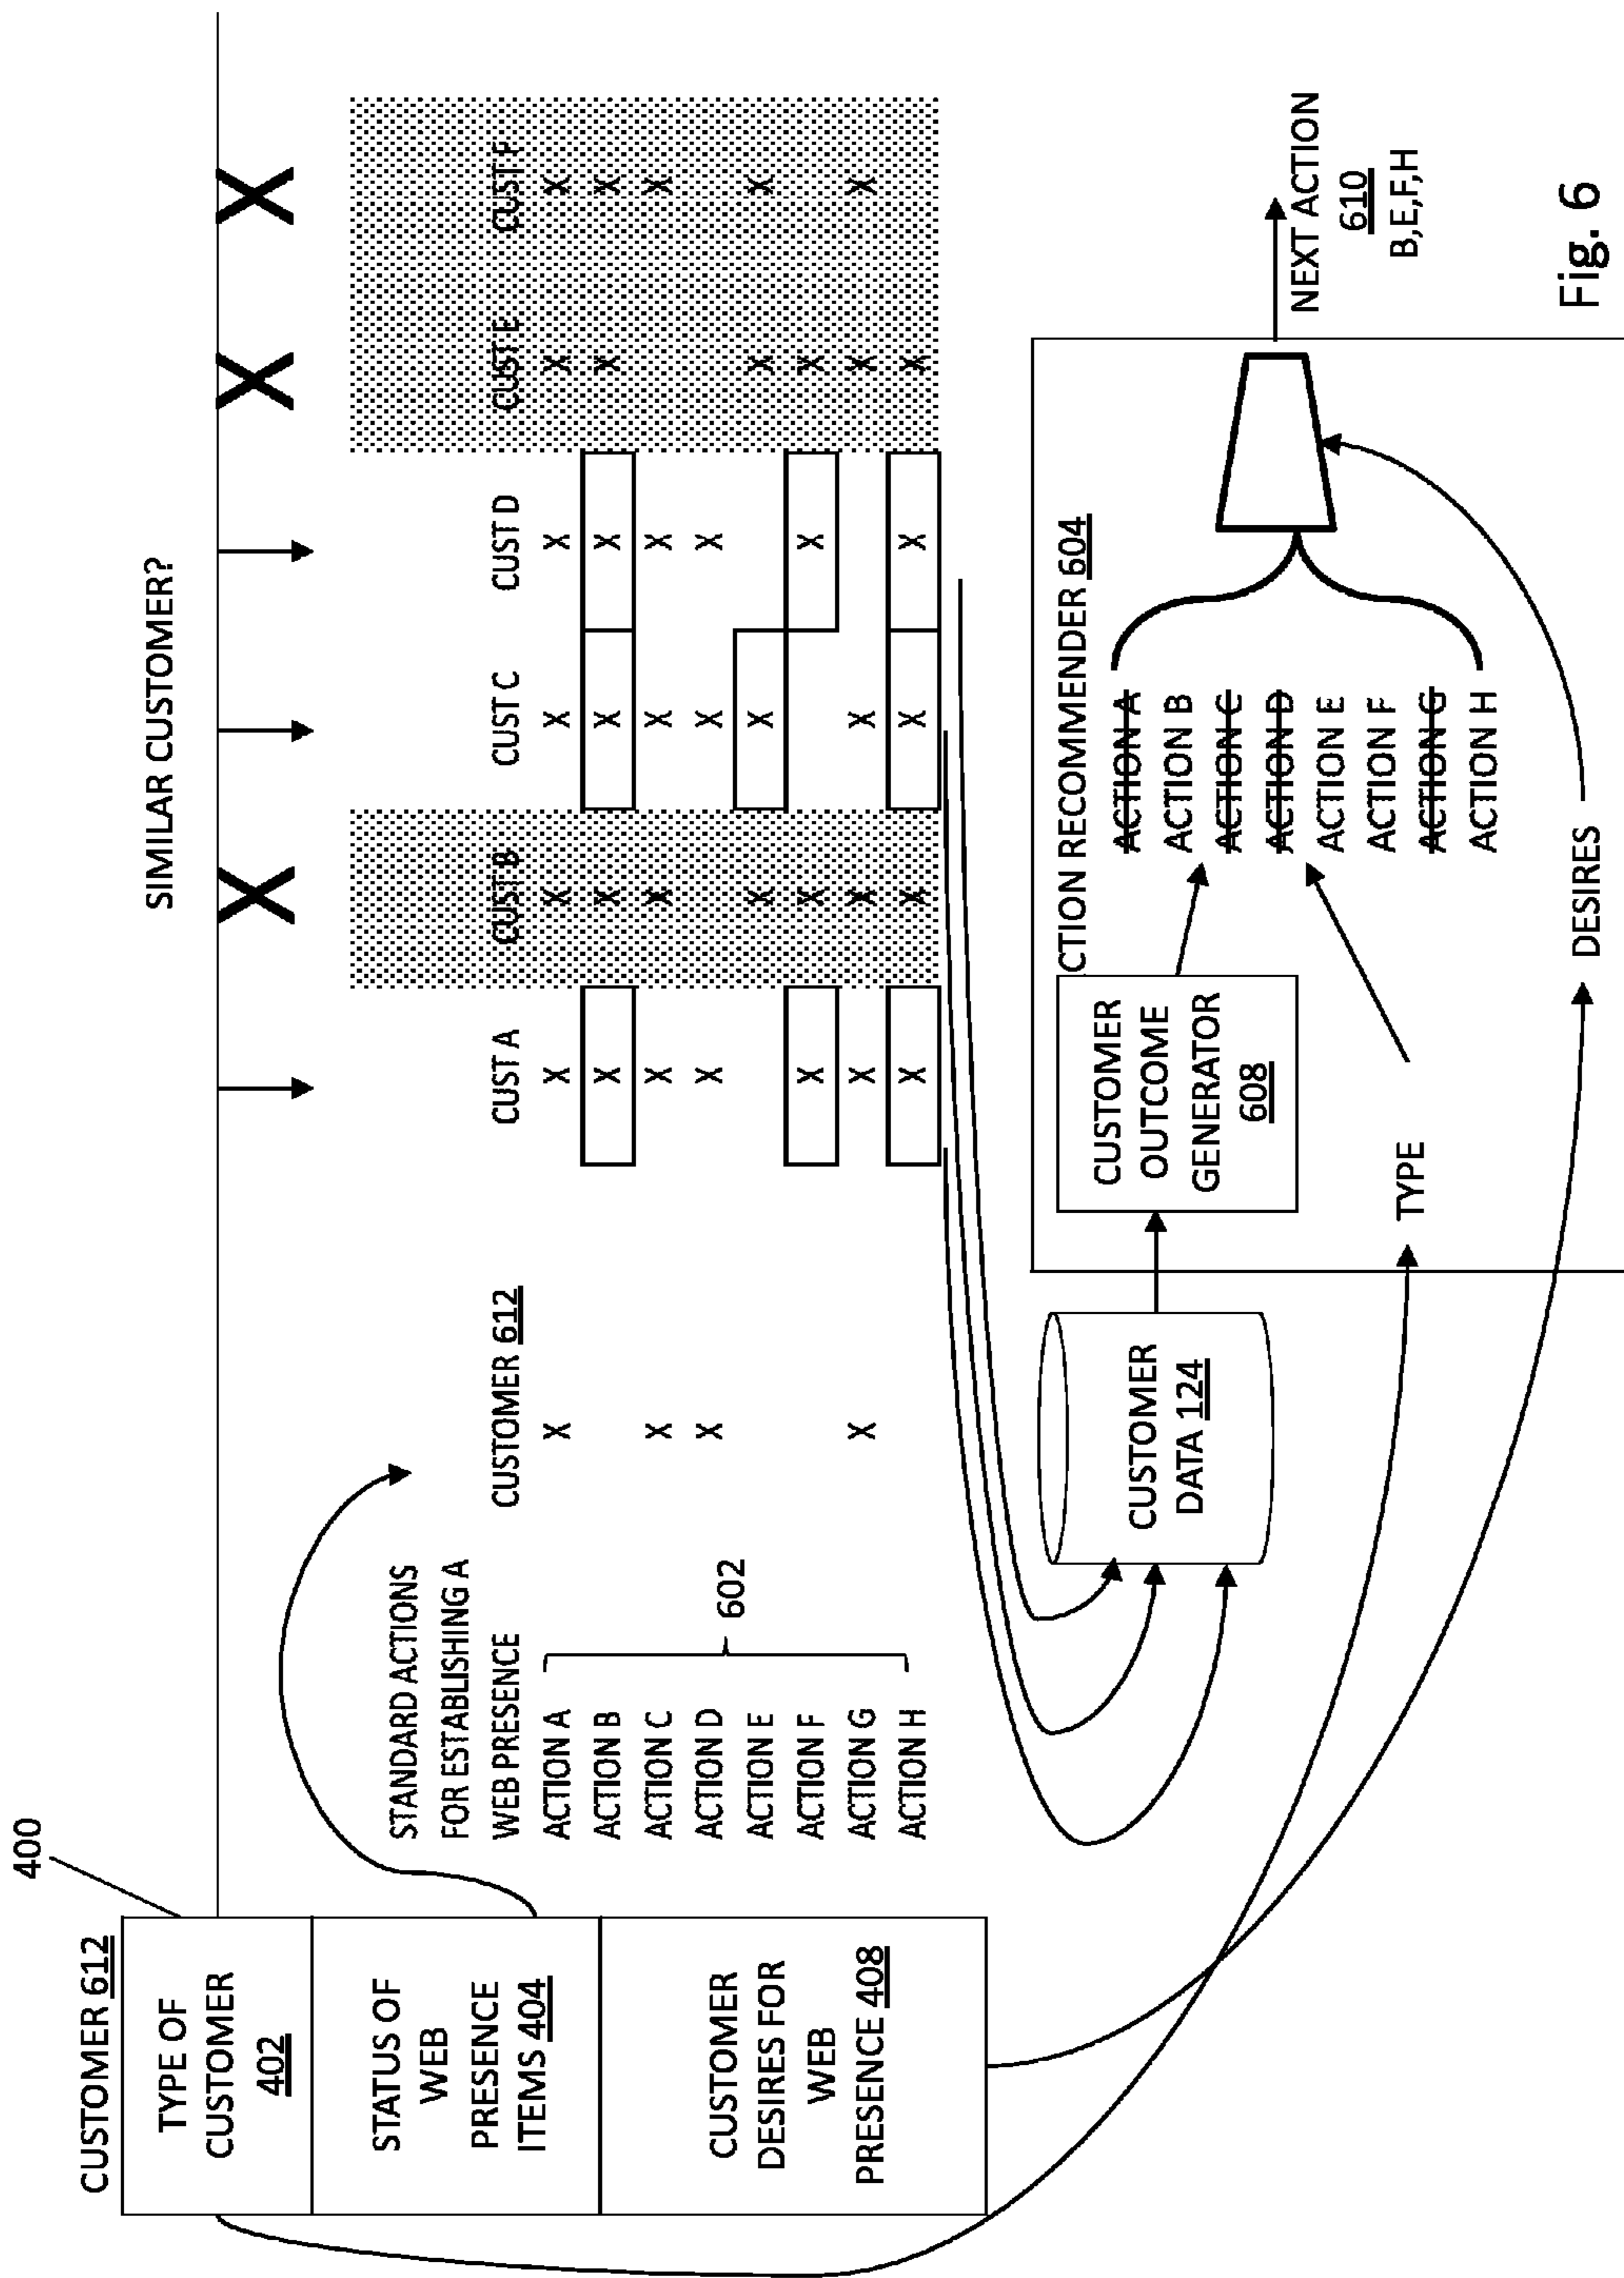 CUSTOMER 612
400
TYPE OF
CUSTOMER
402
STATUS OF
WEB
PRESENCE
ITEMS 404
CUSTOMER
DESIRES FOR
WEB
PRESENCE 408
SIMILAR CUSTOMER?
X
X
X
STANDARD ACTIONS
FOR ESTABLISHING A
WEB PRESENCE
CUSTOMER 612
CUST A
CUST B
CUST C
CUST D
CUST E
CUST F
ACTION A X X X X X X X
ACTION B X X X X X X
ACTION C X X X X X X
ACTION D X X X X
ACTION E X X X X
ACTION F X X X X
ACTION G X X X X X X
ACTION H X X X X X
602
CUSTOMER
DATA 124
CTION RECOMMENDER 604
CUSTOMER
OUTCOME
GENERATOR
608
TYPE
DESIRES
ACTION A
ACTION B
ACTION C
ACTION D
ACTION E
ACTION F
ACTION G
ACTION H
NEXT ACTION
610
B,E,F,H
Fig. 6